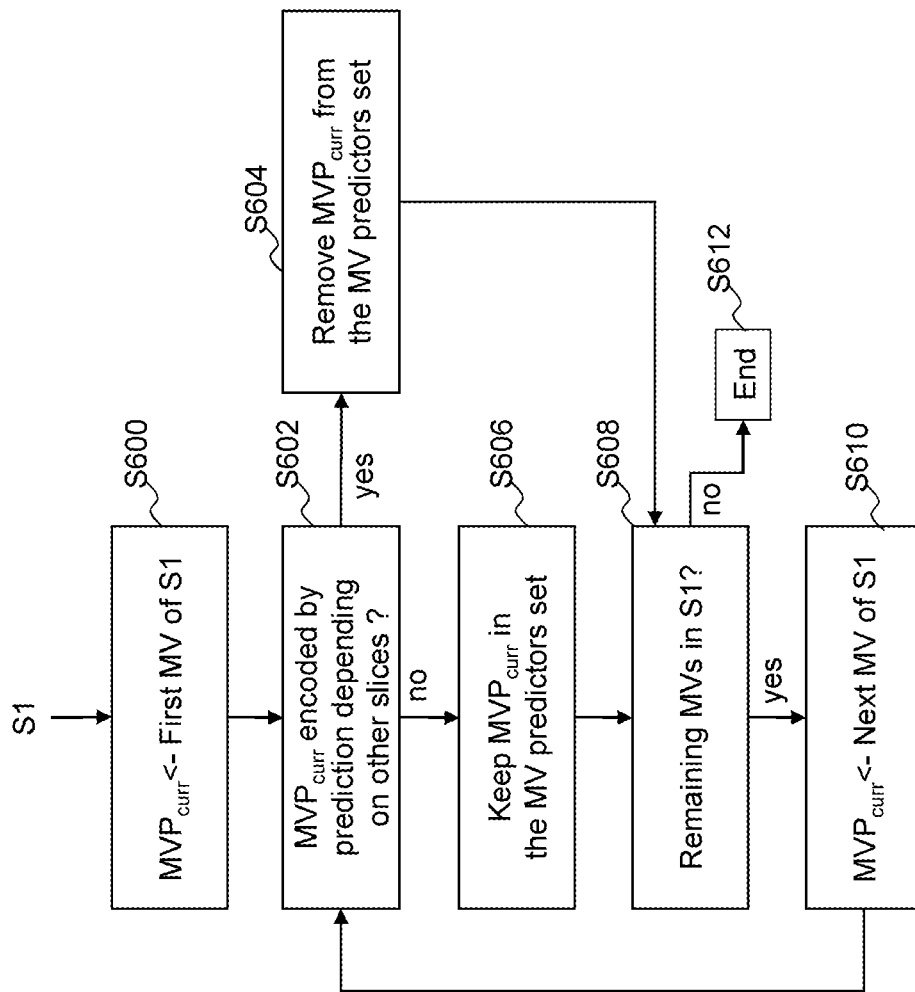 S1
S600
MVPcurr<- First MV of S1
S602
MVPcurr encoded by
prediction depending
on other slices ?
yes
no
S604
Remove MVPcurr from
the MV predictors set
S606
Keep MVPcurr in
the MV predictors set
S608
Remaining MVs in S1?
no
yes
S612
End
S610
MVPcurr <- Next MV of S1